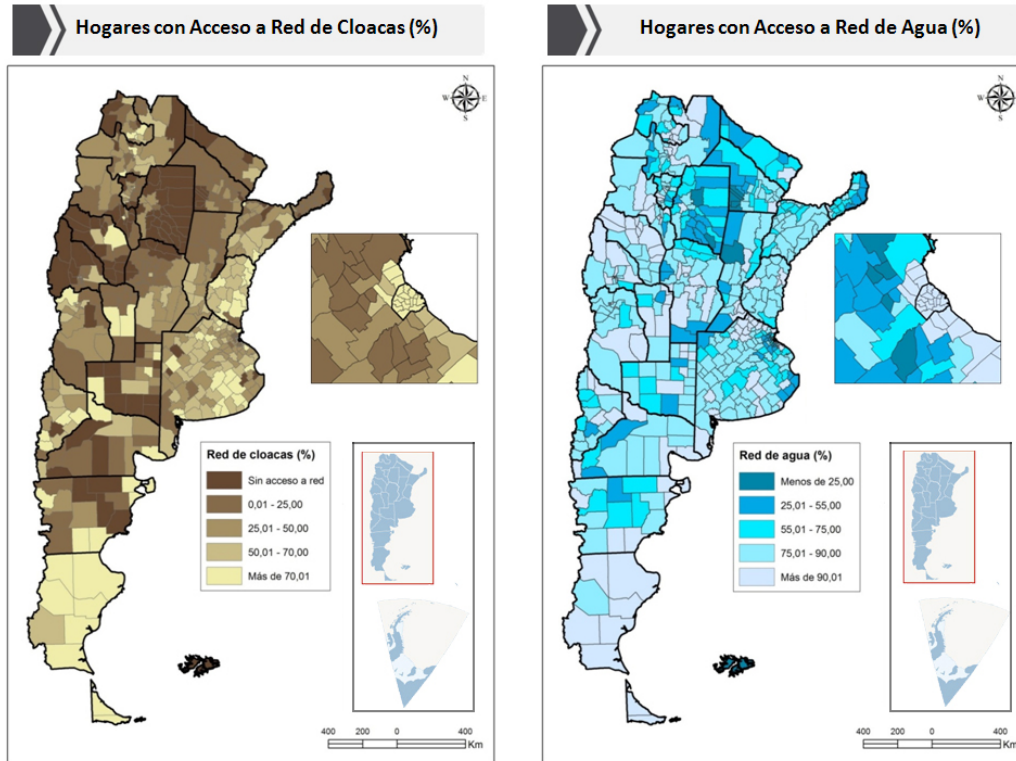 Hogares con Acceso a Red de Cloacas (%)
N
W E
S
Red de cloacas (%)
Sin acceso a red
0,01 - 25,00
25,01 - 50,00
50,01 - 70,00
Más de 70,01
400 200 0 400
Km
Hogares con Acceso a Red de Agua (%)
N
W E
S
Red de agua (%)
Menos de 25,00
25,01 - 55,00
55,01 - 75,00
75,01 - 90,00
Más de 90,01
400 200 0 400
Km